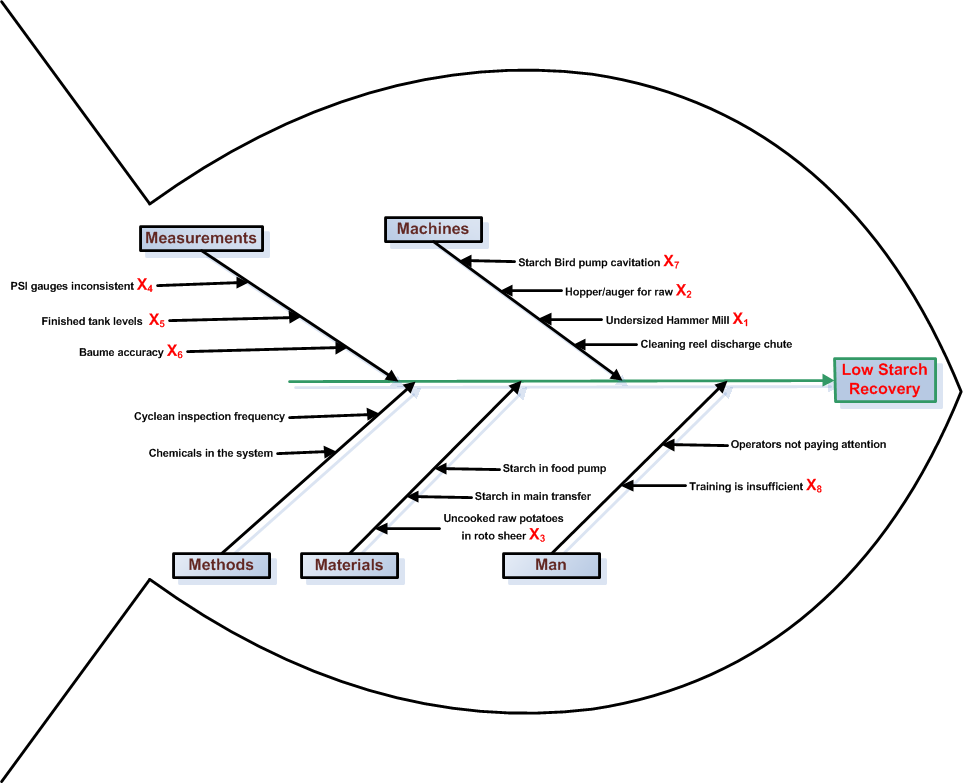 Measurements
PSI gauges inconsistent X4
Finished tank levels X5
Baume accuracy X6
Machines
Starch Bird pump cavitation X7
Hopper/auger for raw X2
Undersized Hammer Mill X1
Cleaning reel discharge chute
Low Starch
Recovery
Cyclean inspection frequency
Chemicals in the system
Methods
Starch in food pump
Starch in main transfer
Uncooked raw potatoes
in roto sheer X3
Materials
Operators not paying attention
Training is insufficient X8
Man